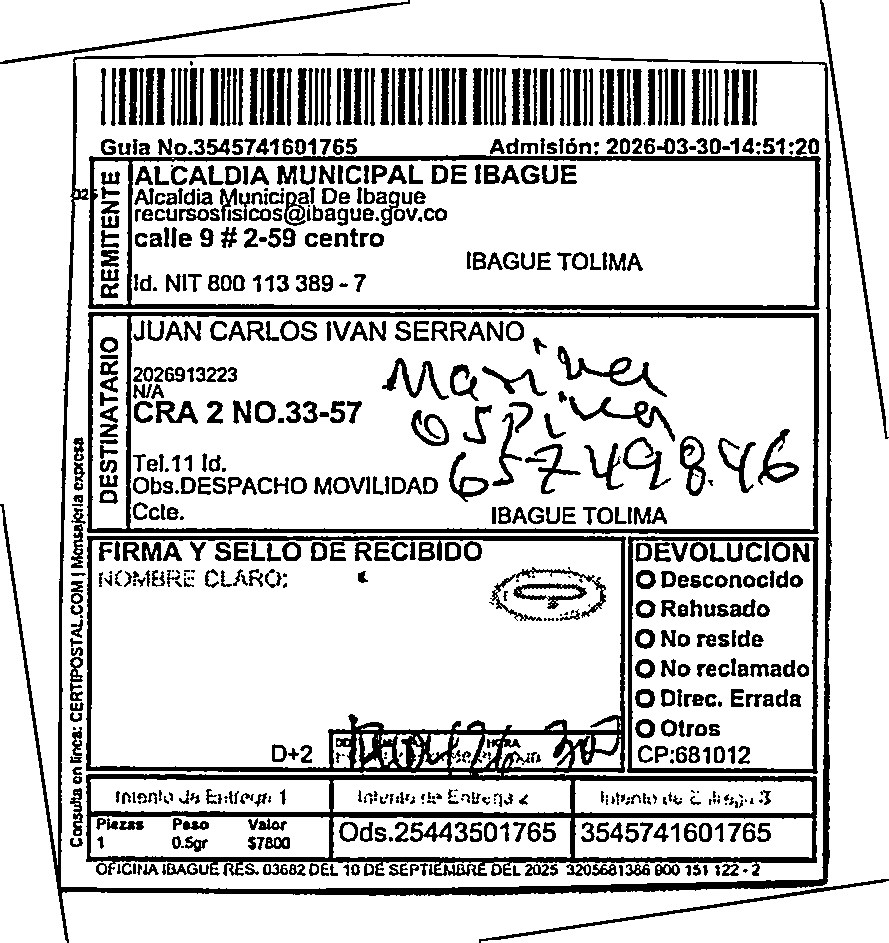 Guia No.3545741601765 Admisión: 2026-03-30-14:51:20
REMITENTE
ALCALDIA MUNICIPAL DE IBAGUE
Alcaldia Municipal De Ibague
recursosfisicos@ibague.gov.co
calle 9 # 2-59 centro
IBAGUE TOLIMA
Id. NIT 800 113 389 - 7
DESTINATARIO
JUAN CARLOS IVAN SERRANO
2026913223
N/A
CRA 2 NO.33-57
Marina
Ospina
65749846
Tel.11 Id.
Obs.DESPACHO MOVILIDAD
Ccte.
IBAGUE TOLIMA
FIRMA Y SELLO DE RECIBIDO
NOMBRE CLARO:
D+2
HORA
DEVOLUCION
Desconocido
Rehusado
No reside
No reclamado
Direc. Errada
Otros
CP:681012
Intento de Entrega 1 Intento de Entrega 2 Intento de Entrega 3
Piezas Peso Valor
1 0.5gr $7800
Ods.25443501765 3545741601765
OFICINA IBAGUE RES. 03682 DEL 10 DE SEPTIEMBRE DEL 2025 3205681386 900 151 122 - 2
Consulta en linea: CERTIPOSTAL.COM | Mensajeria expresa